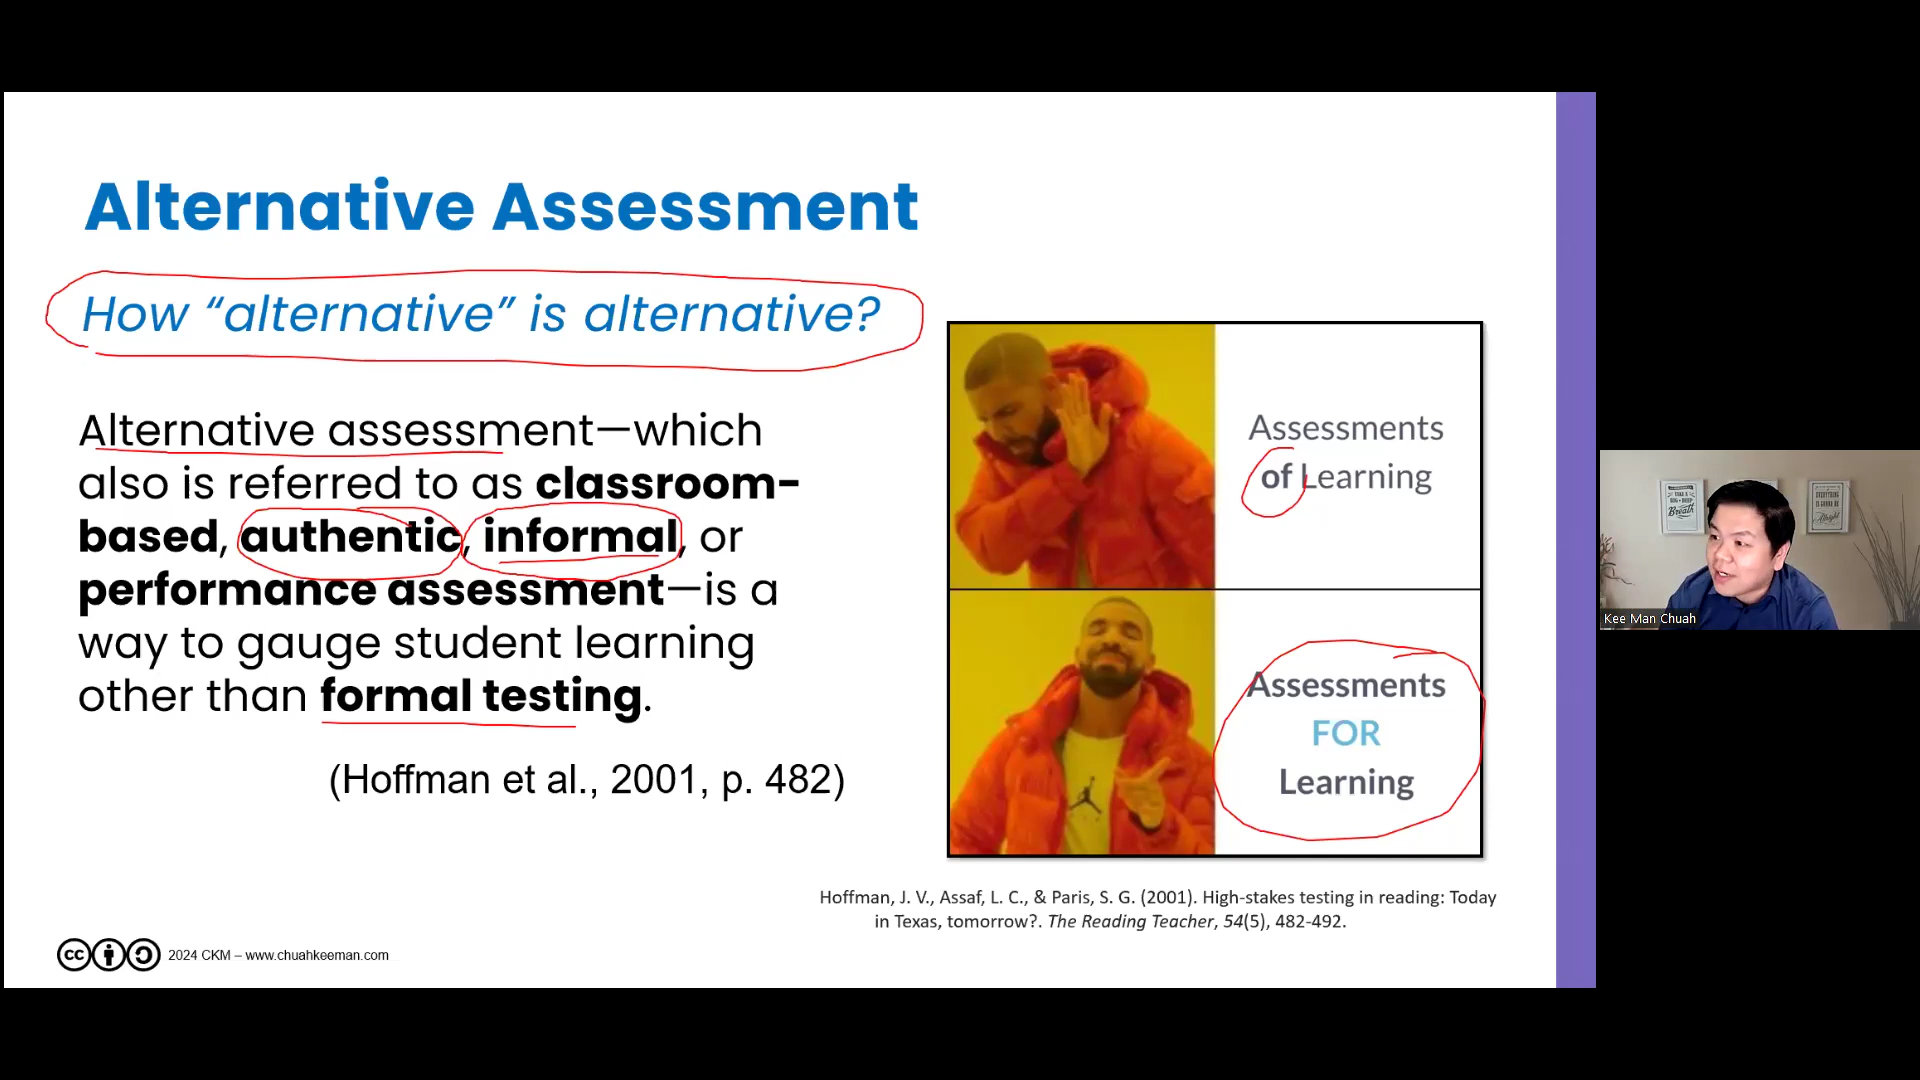 Alternative Assessment
How “alternative” is alternative?
Alternative assessment—which
also is referred to as classroom-
based, authentic, informal, or
performance assessment—is a
way to gauge student learning
other than formal testing.
(Hoffman et al., 2001, p. 482)
Assessments
of Learning
Assessments
FOR
Learning
Hoffman, J. V., Assaf, L. C., & Paris, S. G. (2001). High-stakes testing in reading: Today
in Texas, tomorrow?. The Reading Teacher, 54(5), 482-492.
cc
2024 CKM – www.chuahkeeman.com
Breath
Alright
Kee Man Chuah